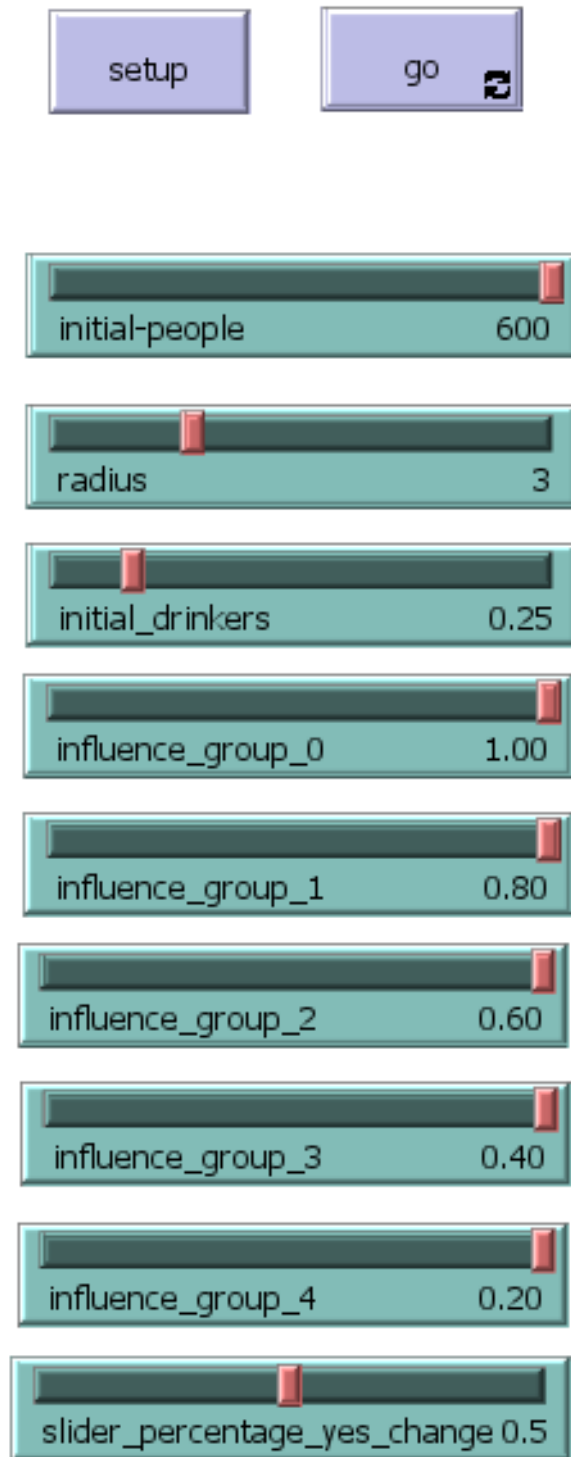 setup go
initial-people 600
radius 3
initial_drinkers 0.25
influence_group_0 1.00
influence_group_1 0.80
influence_group_2 0.60
influence_group_3 0.40
influence_group_4 0.20
slider_percentage_yes_change 0.5